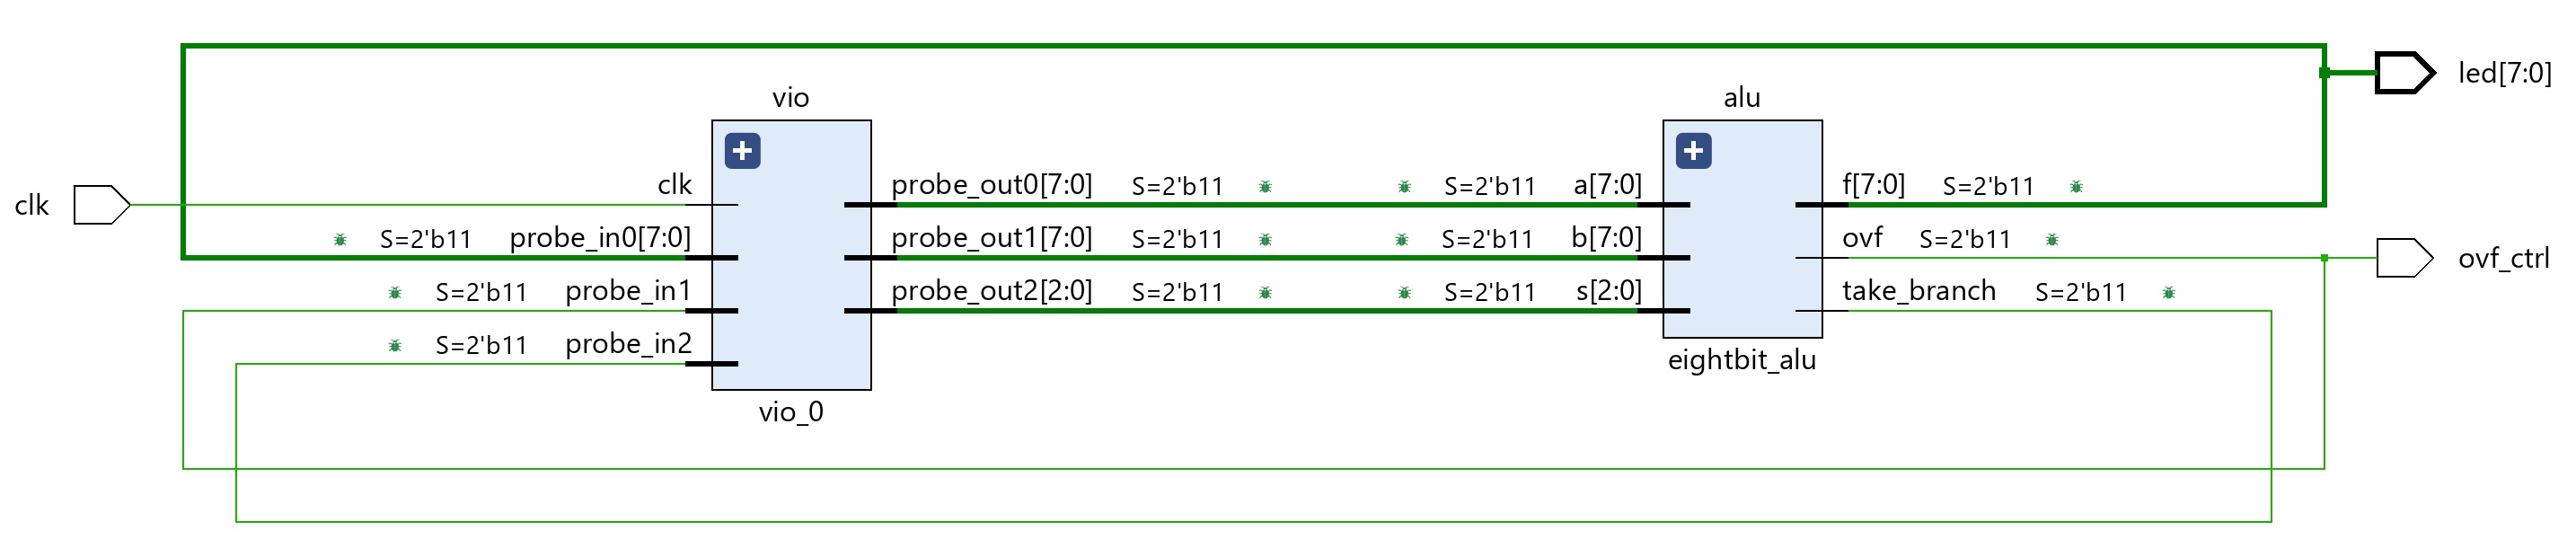 led[7:0]
vio
alu
clk
clk
probe_out0[7:0] S=2'b11
S=2'b11 a[7:0]
f[7:0] S=2'b11
S=2'b11 probe_in0[7:0]
probe_out1[7:0] S=2'b11
S=2'b11 b[7:0]
ovf S=2'b11
ovf_ctrl
S=2'b11 probe_in1
probe_out2[2:0] S=2'b11
S=2'b11 s[2:0]
take_branch S=2'b11
S=2'b11 probe_in2
eightbit_alu
vio_0